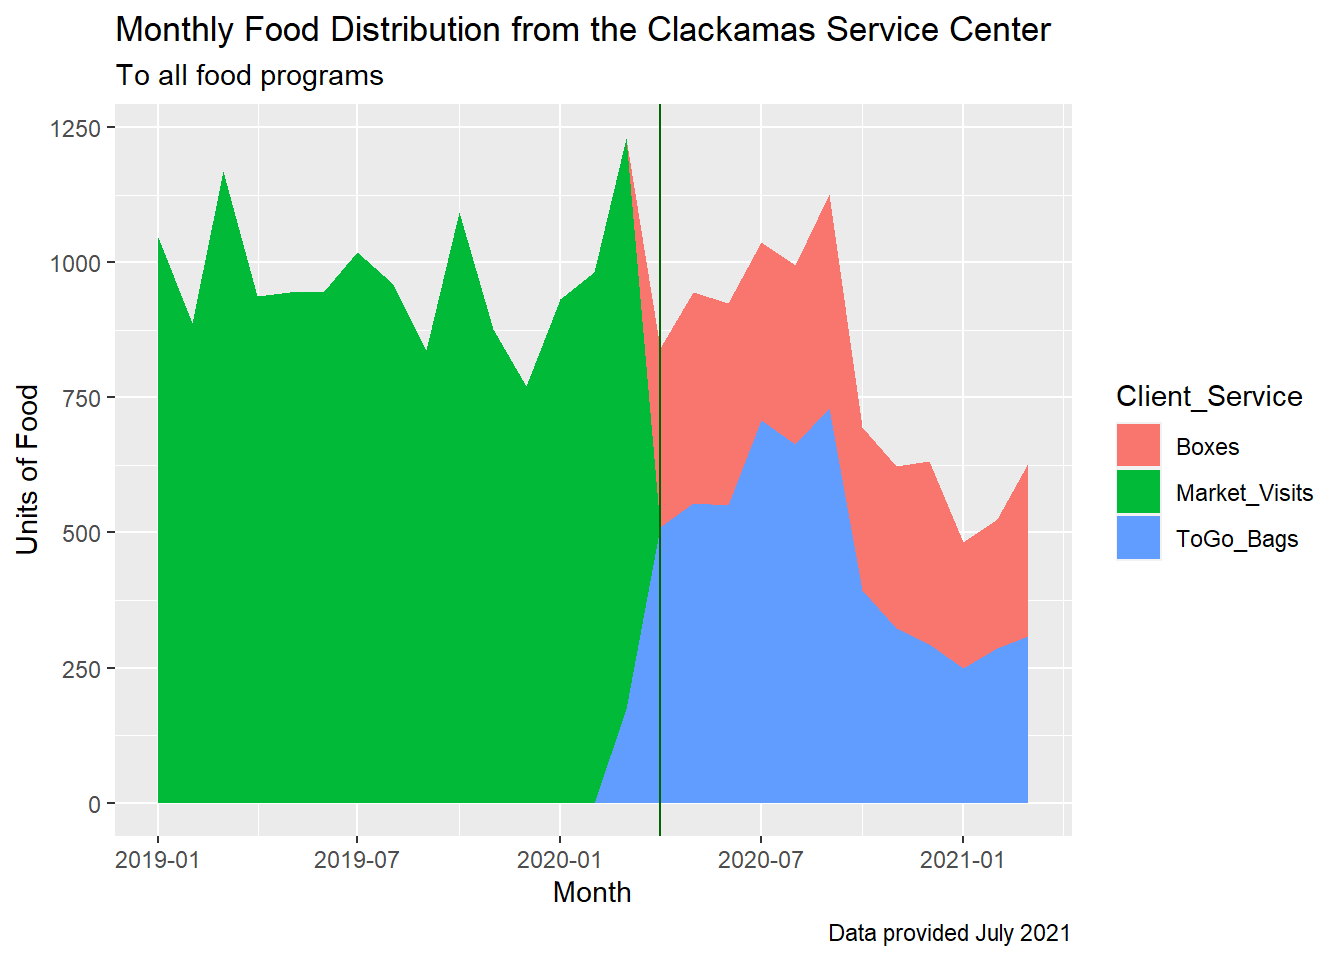 Monthly Food Distribution from the Clackamas Service Center
To all food programs
1250
1000
750
500
250
0
Units of Food
2019-01 2019-07 2020-01 2020-07 2021-01
Month
Client_Service
Boxes
Market_Visits
ToGo_Bags
Data provided July 2021